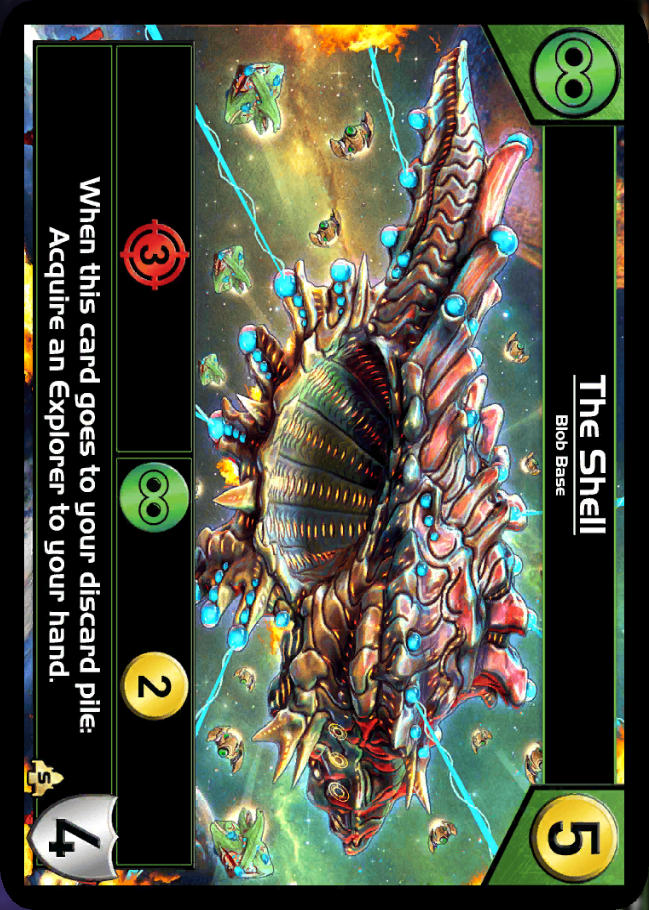 The Shell
Blob Base
5
3
2
When this card goes to your discard pile:
Acquire an Explorer to your hand.
S
4